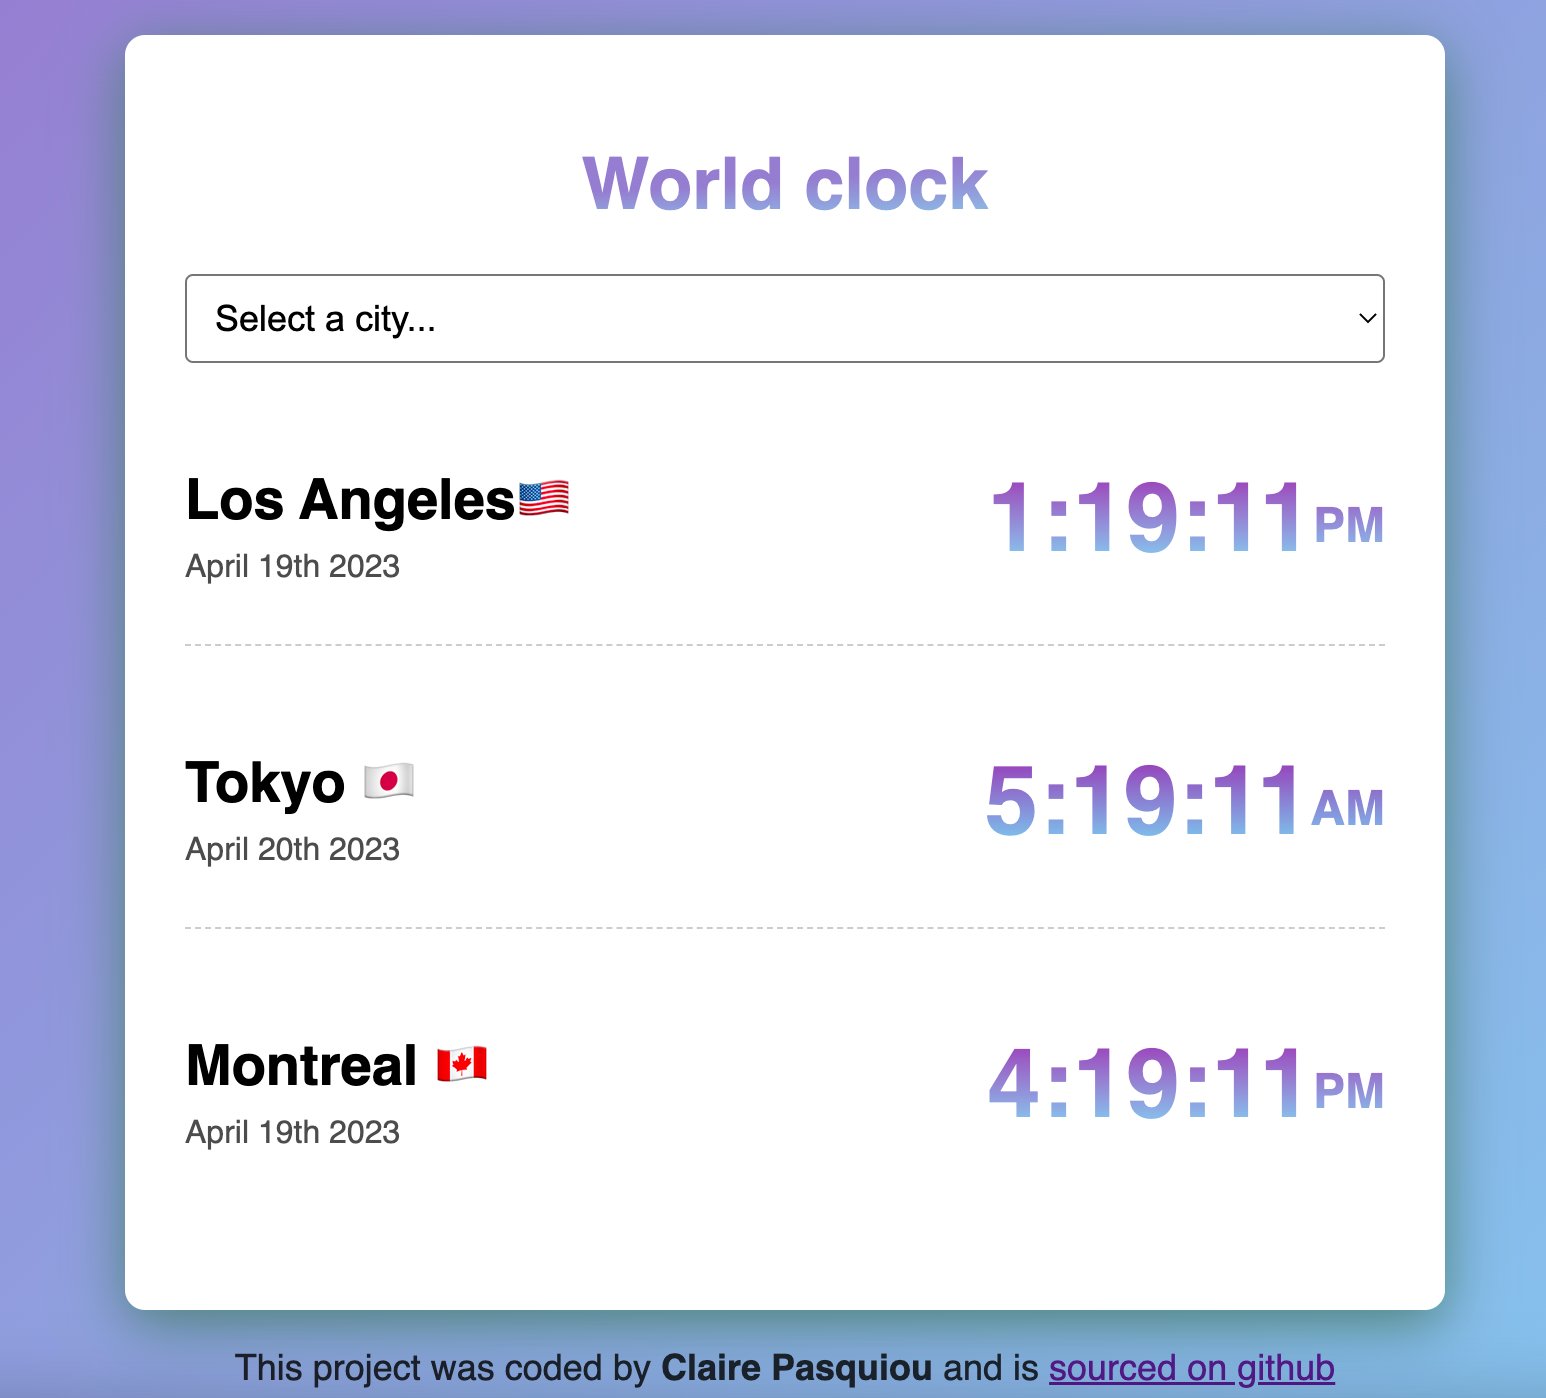 World clock
Select a city...
Los Angeles🇺🇸
1:19:11 PM
April 19th 2023
Tokyo 🇯🇵
5:19:11 AM
April 20th 2023
Montreal 🇨🇦
4:19:11 PM
April 19th 2023
This project was coded by Claire Pasquiou and is sourced on github